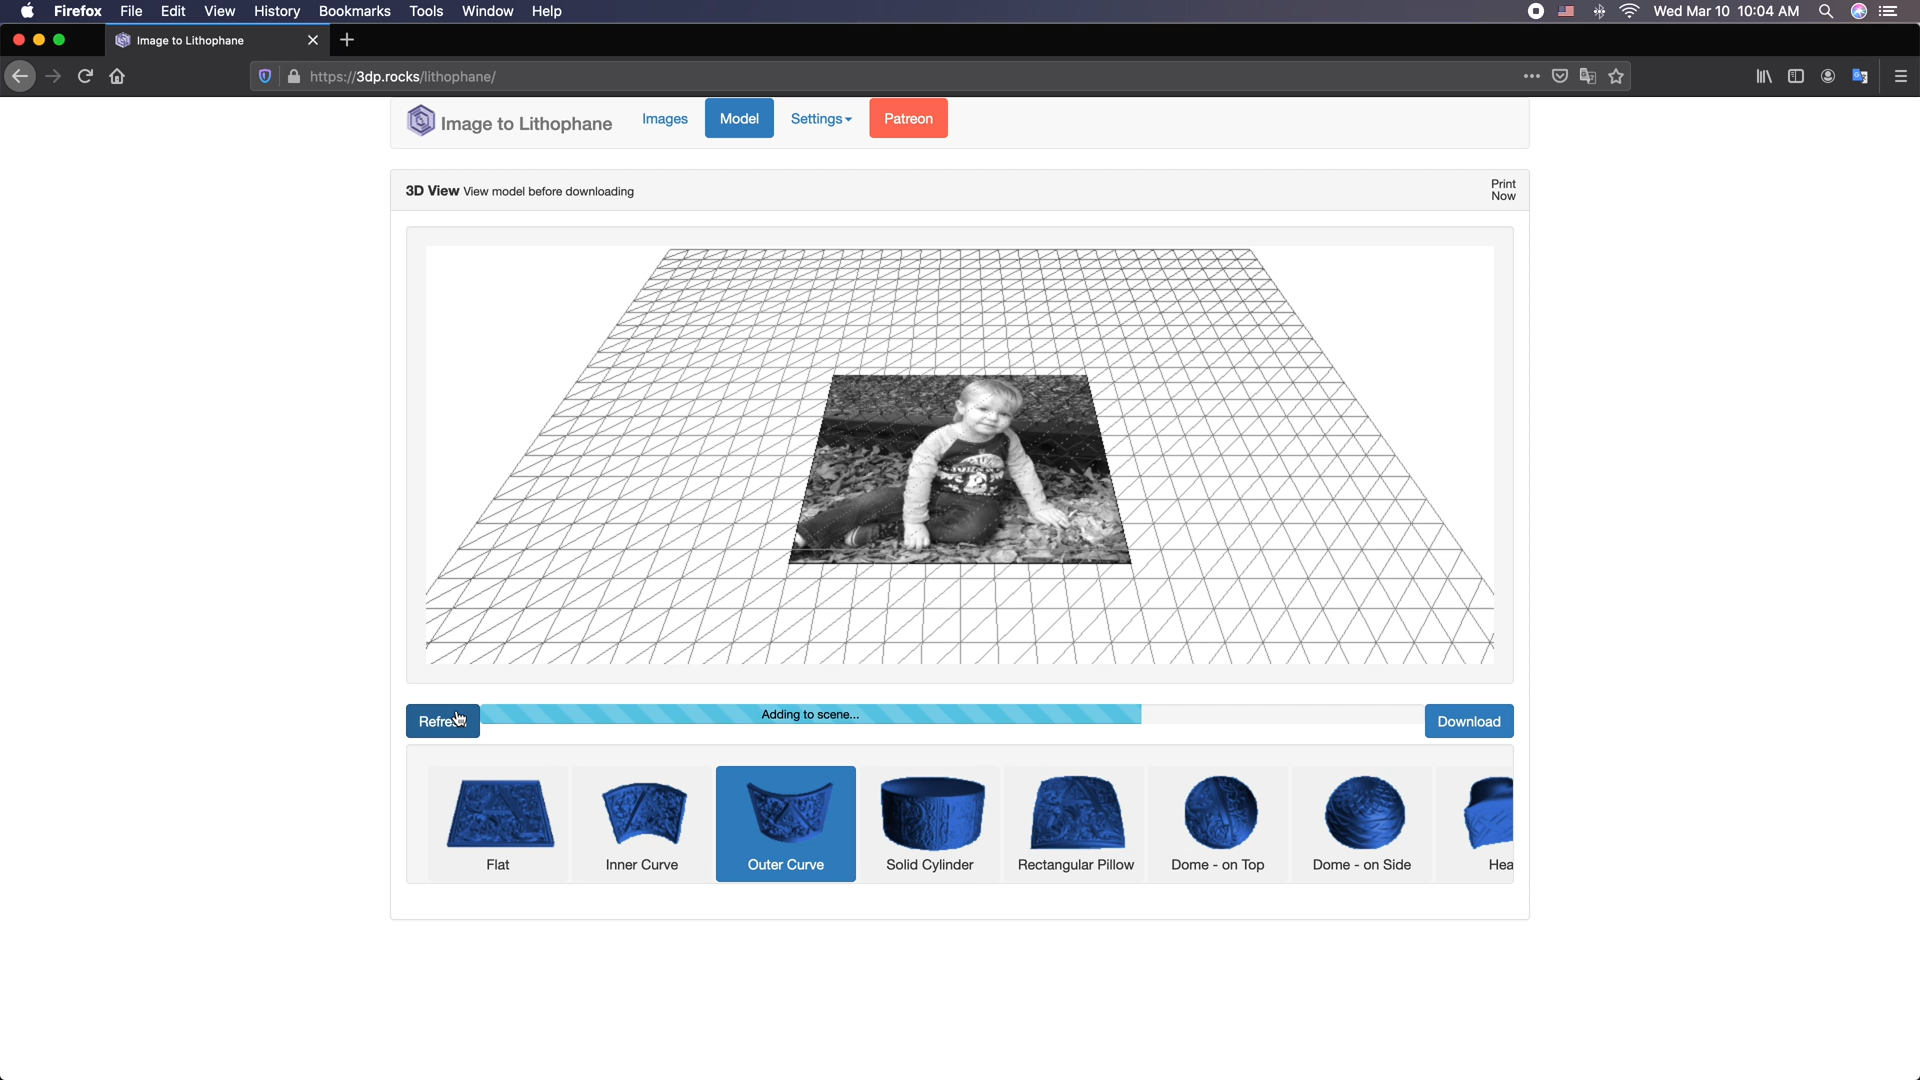 Firefox File Edit View History Bookmarks Tools Window Help Wed Mar 10 10:04 AM
Image to Lithophane
https://3dp.rocks/lithophane/
Image to Lithophane Images Model Settings Patreon
3D View View model before downloading Print
Now
Refresh Adding to scene... Download
Flat Inner Curve Outer Curve Solid Cylinder Rectangular Pillow Dome - on Top Dome - on Side Hea